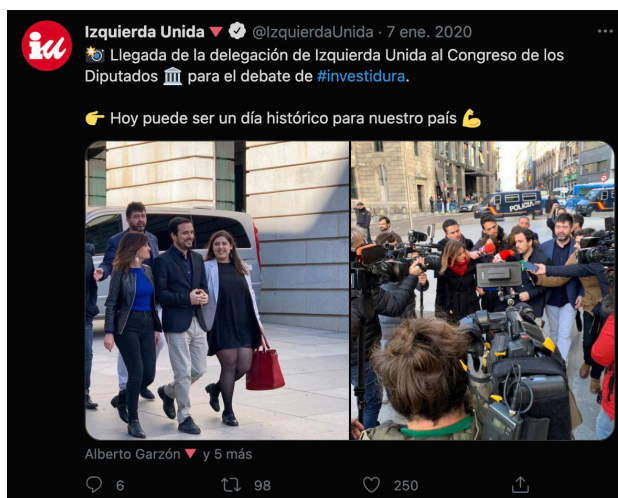 iu
Izquierda Unida🔻 @IzquierdaUnida · 7 ene. 2020
📸 Llegada de la delegación de Izquierda Unida al Congreso de los
Diputados 🏛️ para el debate de #investidura.
👉 Hoy puede ser un día histórico para nuestro país 💪
POLICIA
Alberto Garzón🔻 y 5 más
6 98 250